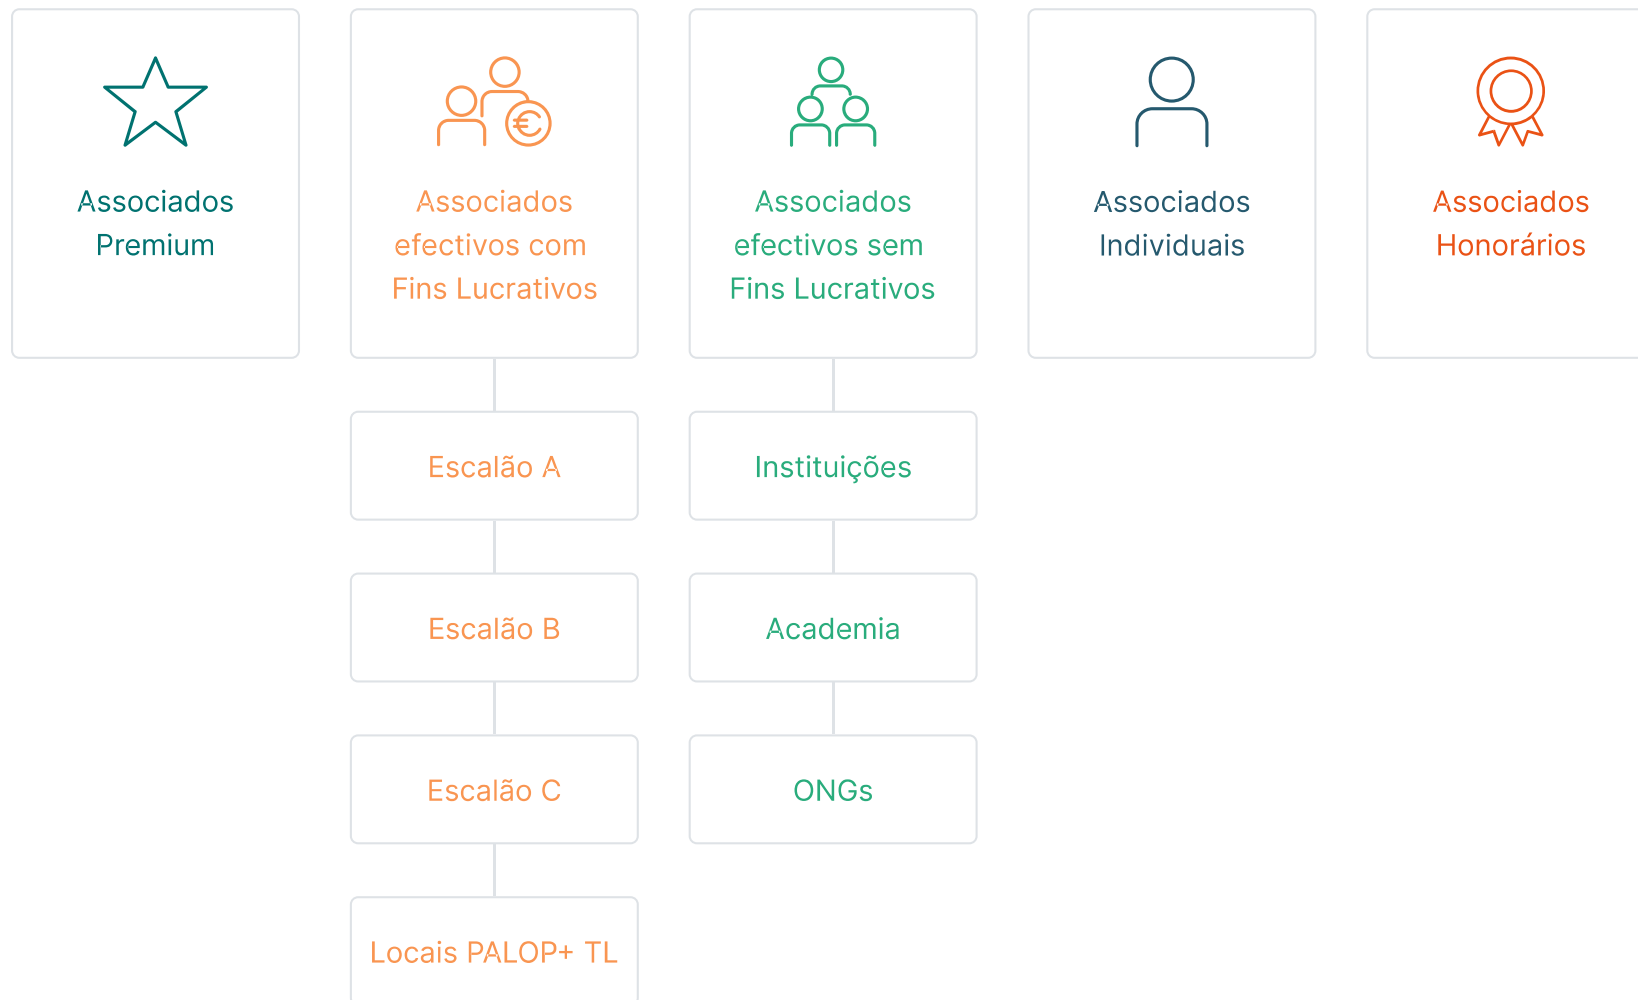 Associados
Premium
Associados
efectivos com
Fins Lucrativos
Escalão A
Escalão B
Escalão C
Locais PALOP+ TL
Associados
efectivos sem
Fins Lucrativos
Instituições
Academia
ONGs
Associados
Individuais
Associados
Honorários